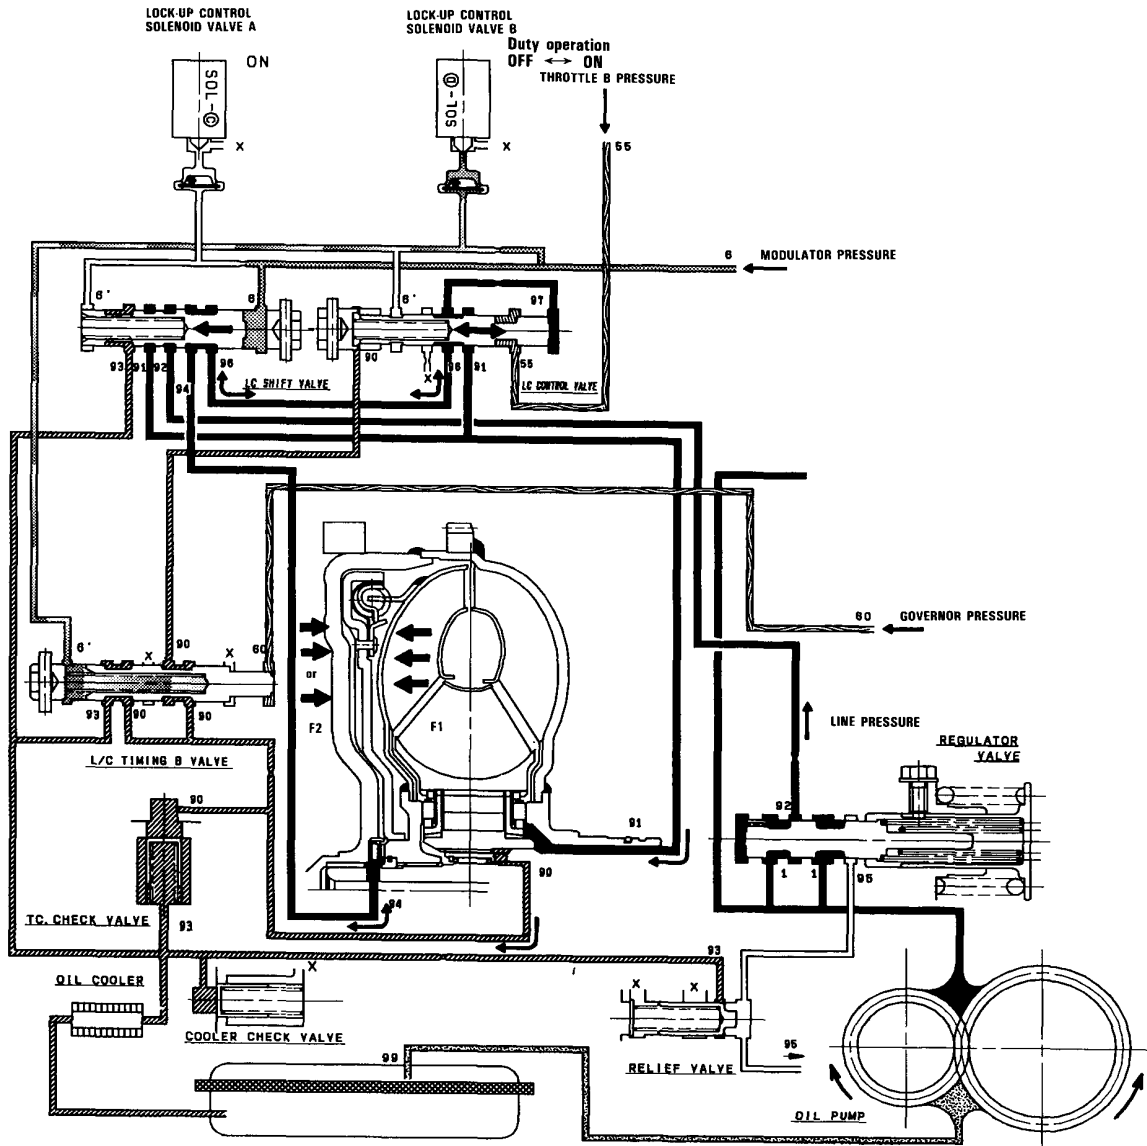 LOCK-UP CONTROL
SOLENOID VALVE A
ON
SOL-C
X
LOCK-UP CONTROL
SOLENOID VALVE B
Duty operation
OFF ↔ ON
SOL-D
X
THROTTLE B PRESSURE
55
6 MODULATOR PRESSURE
6' 6 6' 97
93 91 92 94 96
LC SHIFT VALVE
90 X 96 91 55
LC CONTROL VALVE
60 GOVERNOR PRESSURE
6' X 90 X 60
93 90 90
L/C TIMING B VALVE
or
F2 F1
LINE PRESSURE
REGULATOR
VALVE
92
1 1 95
91
90
94
90
TC. CHECK VALVE
93
OIL COOLER
X
COOLER CHECK VALVE
93
X X
RELIEF VALVE
95
99
OIL PUMP